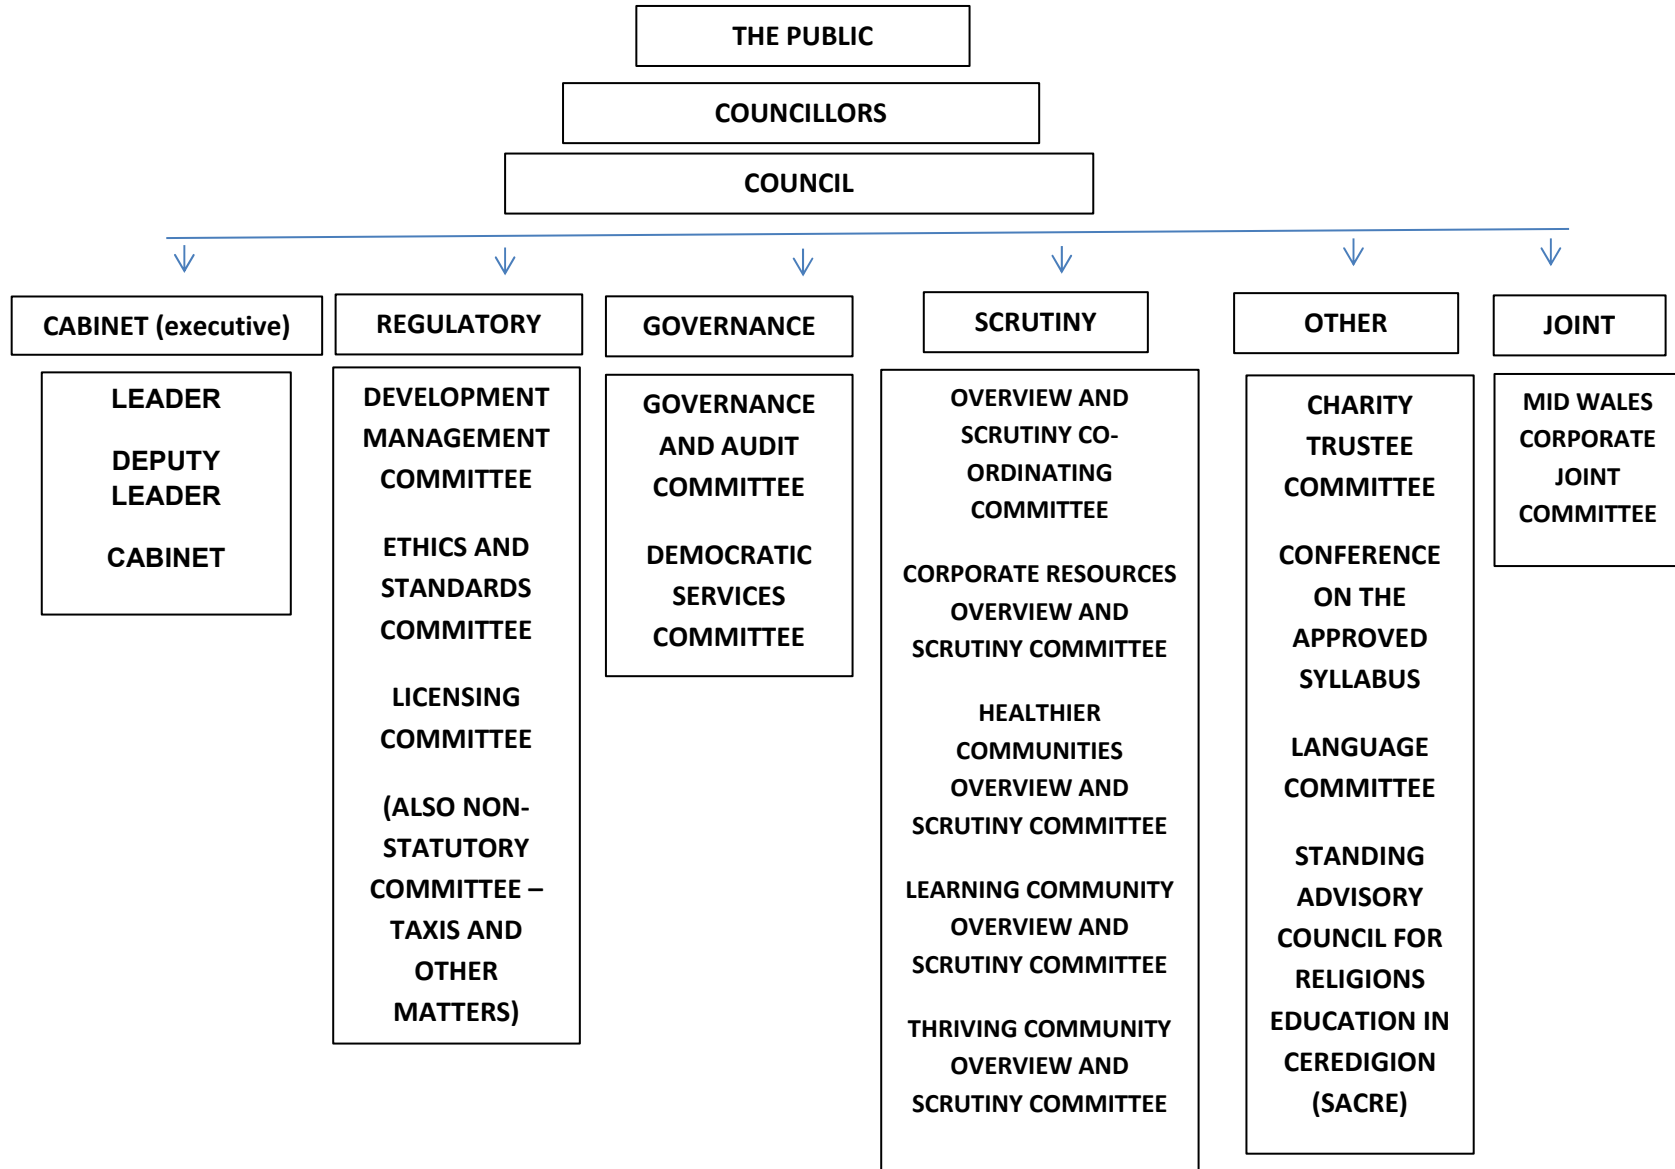 THE PUBLIC
COUNCILLORS
COUNCIL
CABINET (executive)
LEADER
DEPUTY
LEADER
CABINET
REGULATORY
DEVELOPMENT
MANAGEMENT
COMMITTEE
ETHICS AND
STANDARDS
COMMITTEE
LICENSING
COMMITTEE
(ALSO NON-
STATUTORY
COMMITTEE –
TAXIS AND
OTHER
MATTERS)
GOVERNANCE
GOVERNANCE
AND AUDIT
COMMITTEE
DEMOCRATIC
SERVICES
COMMITTEE
SCRUTINY
OVERVIEW AND
SCRUTINY CO-
ORDINATING
COMMITTEE
CORPORATE RESOURCES
OVERVIEW AND
SCRUTINY COMMITTEE
HEALTHIER
COMMUNITIES
OVERVIEW AND
SCRUTINY COMMITTEE
LEARNING COMMUNITY
OVERVIEW AND
SCRUTINY COMMITTEE
THRIVING COMMUNITY
OVERVIEW AND
SCRUTINY COMMITTEE
OTHER
CHARITY
TRUSTEE
COMMITTEE
CONFERENCE
ON THE
APPROVED
SYLLABUS
LANGUAGE
COMMITTEE
STANDING
ADVISORY
COUNCIL FOR
RELIGIONS
EDUCATION IN
CEREDIGION
(SACRE)
JOINT
MID WALES
CORPORATE
JOINT
COMMITTEE